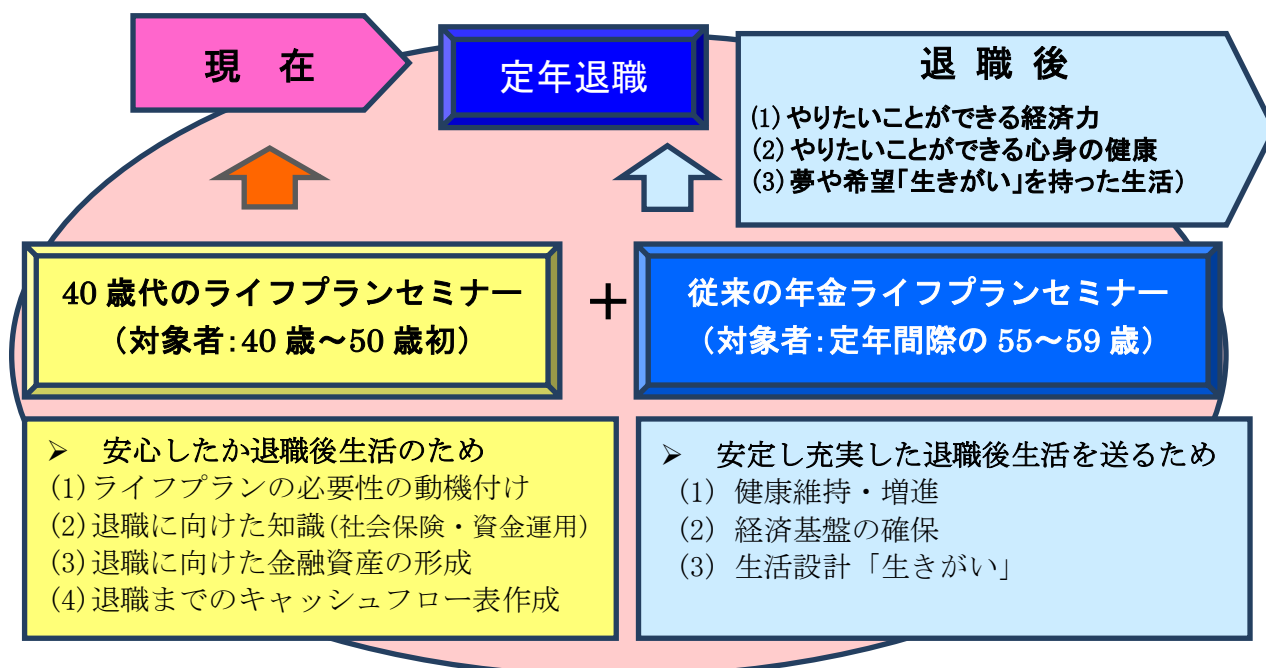 現 在
定年退職
退 職 後
(1) やりたいことができる経済力
(2) やりたいことができる心身の健康
(3) 夢や希望「生きがい」を持った生活)
40 歳代のライフプランセミナー
(対象者：40 歳～50 歳初)
＋
従来の年金ライフプランセミナー
(対象者：定年間際の 55～59 歳)
➢ 安心したか退職後生活のため
(1) ライフプランの必要性の動機付け
(2) 退職に向けた知識(社会保険・資金運用)
(3) 退職に向けた金融資産の形成
(4) 退職までのキャッシュフロー表作成
➢ 安定し充実した退職後生活を送るため
(1) 健康維持・増進
(2) 経済基盤の確保
(3) 生活設計「生きがい」